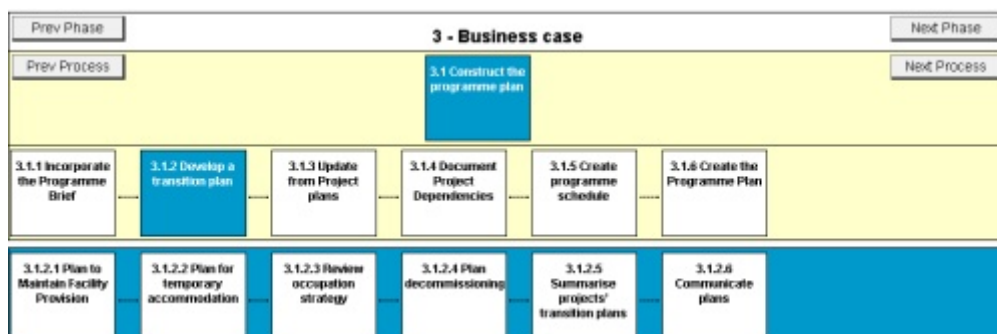 Prev Phase
3 - Business case
Next Phase
Prev Process
3.1 Construct the
programme plan
Next Process
3.1.1 Incorporate
the Programme
Brief
3.1.2 Develop a
transition plan
3.1.3 Update
from Project
plans
3.1.4 Document
Project
Dependencies
3.1.5 Create
programme
schedule
3.1.6 Create the
Programme Plan
3.1.2.1 Plan to
Maintain Facility
Provision
3.1.2.2 Plan for
temporary
accommodation
3.1.2.3 Review
occupation
strategy
3.1.2.4 Plan
decommissioning
3.1.2.5
Summarise
projects'
transition plans
3.1.2.6
Communicate
plans